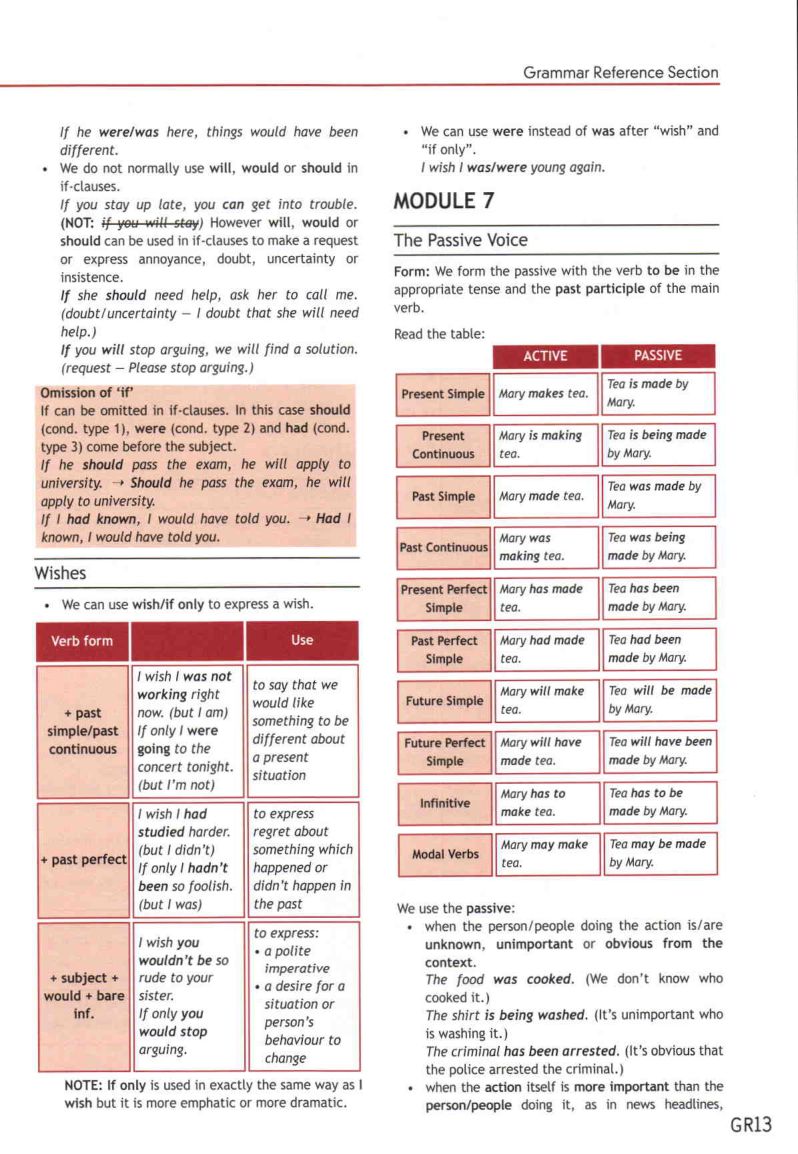 Grammar Reference Section
If he were/was here, things would have been
different.
• We do not normally use will, would or should in
if-clauses.
If you stay up late, you can get into trouble.
(NOT: if you will stay) However will, would or
should can be used in if-clauses to make a request
or express annoyance, doubt, uncertainty or
insistence.
If she should need help, ask her to call me.
(doubt/uncertainty – I doubt that she will need
help.)
If you will stop arguing, we will find a solution.
(request – Please stop arguing.)
Omission of 'if'
If can be omitted in if-clauses. In this case should
(cond. type 1), were (cond. type 2) and had (cond.
type 3) come before the subject.
If he should pass the exam, he will apply to
university. → Should he pass the exam, he will
apply to university.
If I had known, I would have told you. → Had I
known, I would have told you.
Wishes
• We can use wish/if only to express a wish.
Verb form
Use
+ past
simple/past
continuous
I wish I was not
working right
now. (but I am)
If only I were
going to the
concert tonight.
(but I'm not)
to say that we
would like
something to be
different about
a present
situation
+ past perfect
I wish I had
studied harder.
(but I didn't)
If only I hadn't
been so foolish.
(but I was)
to express
regret about
something which
happened or
didn't happen in
the past
+ subject +
would + bare
inf.
I wish you
wouldn't be so
rude to your
sister.
If only you
would stop
arguing.
to express:
• a polite
imperative
• a desire for a
situation or
person's
behaviour to
change
NOTE: If only is used in exactly the same way as I
wish but it is more emphatic or more dramatic.
• We can use were instead of was after "wish" and
"if only".
I wish I was/were young again.
MODULE 7
The Passive Voice
Form: We form the passive with the verb to be in the
appropriate tense and the past participle of the main
verb.
Read the table:
ACTIVE
PASSIVE
Present Simple
Mary makes tea.
Tea is made by
Mary.
Present
Continuous
Mary is making
tea.
Tea is being made
by Mary.
Past Simple
Mary made tea.
Tea was made by
Mary.
Past Continuous
Mary was
making tea.
Tea was being
made by Mary.
Present Perfect
Simple
Mary has made
tea.
Tea has been
made by Mary.
Past Perfect
Simple
Mary had made
tea.
Tea had been
made by Mary.
Future Simple
Mary will make
tea.
Tea will be made
by Mary.
Future Perfect
Simple
Mary will have
made tea.
Tea will have been
made by Mary.
Infinitive
Mary has to
make tea.
Tea has to be
made by Mary.
Modal Verbs
Mary may make
tea.
Tea may be made
by Mary.
We use the passive:
• when the person/people doing the action is/are
unknown, unimportant or obvious from the
context.
The food was cooked. (We don't know who
cooked it.)
The shirt is being washed. (It's unimportant who
is washing it.)
The criminal has been arrested. (It's obvious that
the police arrested the criminal.)
• when the action itself is more important than the
person/people doing it, as in news headlines,
GR13